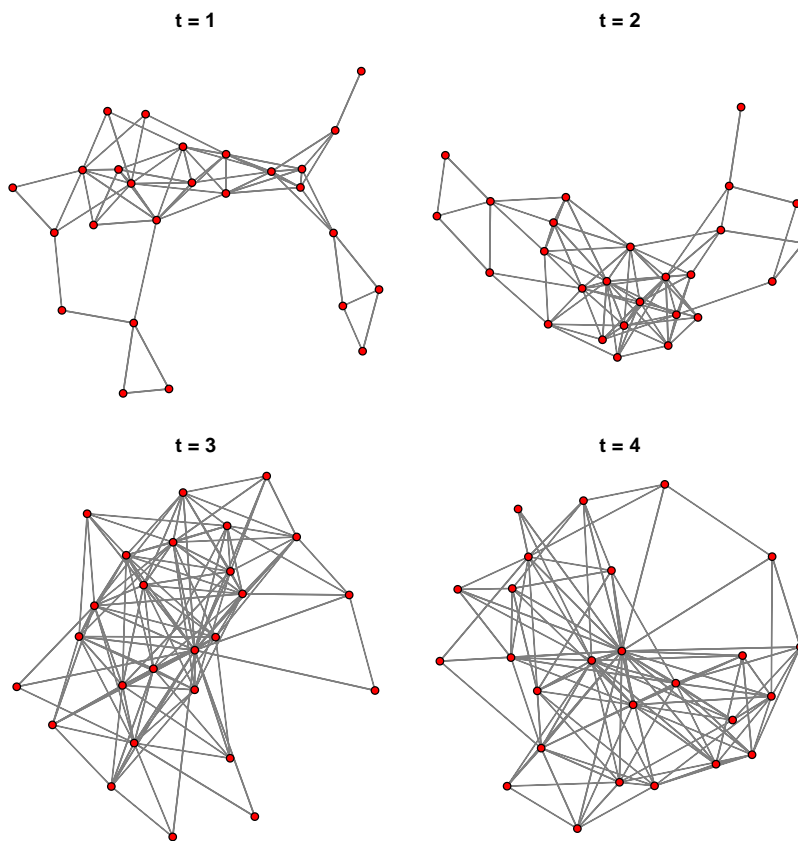 t = 1
t = 2
t = 3
t = 4